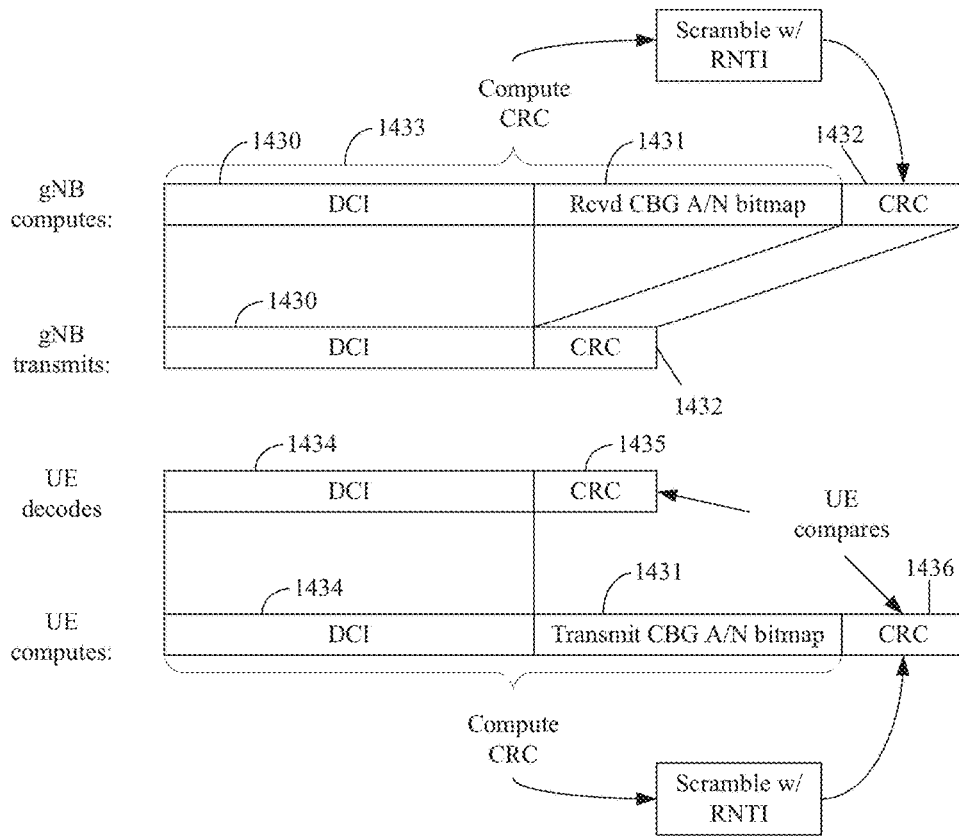 Scramble w/
RNTI
Compute
CRC
1430
1433
1431
1432
gNB
computes:
DCI
Rcvd CBG A/N bitmap
CRC
1430
gNB
transmits:
DCI
CRC
1432
1434
1435
UE
decodes
DCI
CRC
UE
compares
1434
1431
1436
UE
computes:
DCI
Transmit CBG A/N bitmap
CRC
Compute
CRC
Scramble w/
RNTI